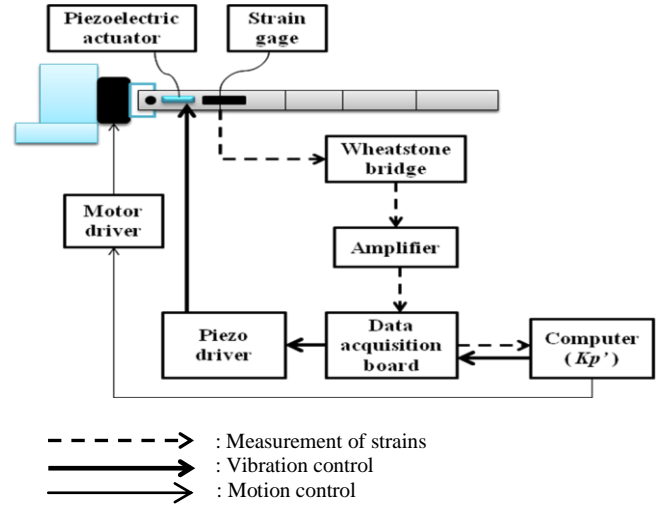 Piezoelectric
actuator
Strain
gage
Wheatstone
bridge
Motor
driver
Amplifier
Piezo
driver
Data
acquisition
board
Computer
(Kp’)
: Measurement of strains
: Vibration control
: Motion control